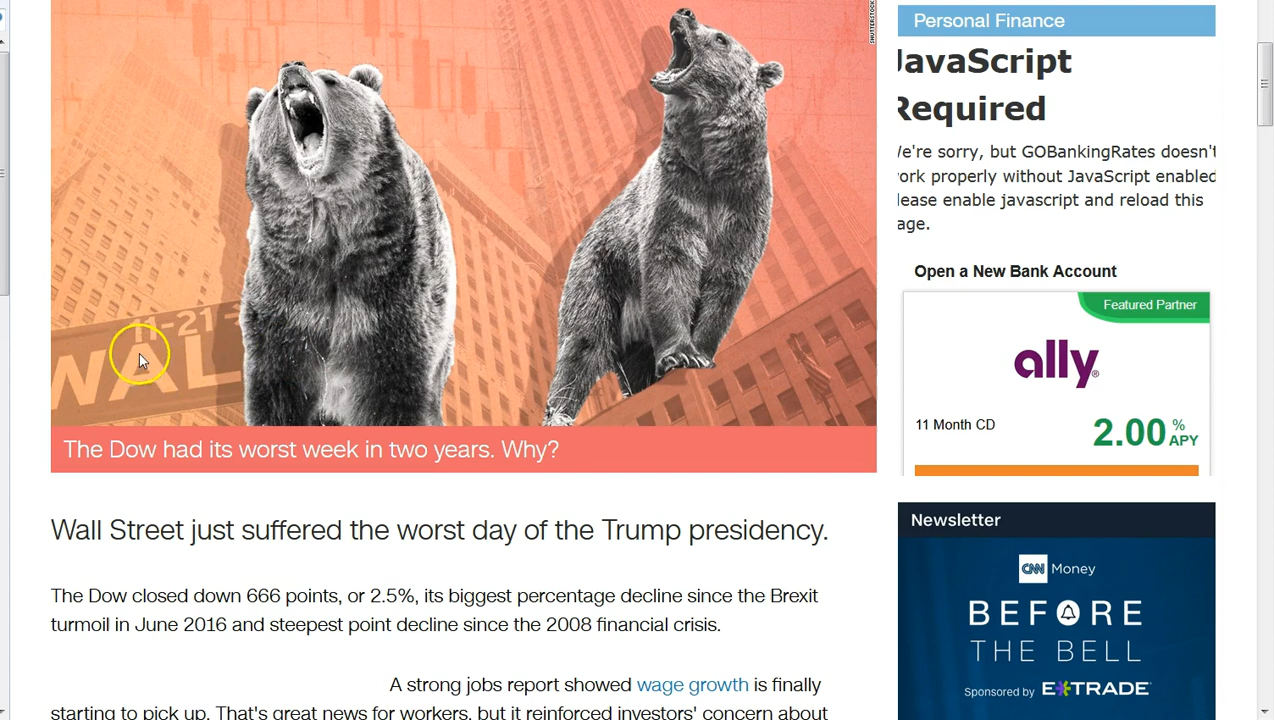 SHUTTERSTOCK
11-21
WAL
The Dow had its worst week in two years. Why?
Wall Street just suffered the worst day of the Trump presidency.
The Dow closed down 666 points, or 2.5%, its biggest percentage decline since the Brexit
turmoil in June 2016 and steepest point decline since the 2008 financial crisis.
A strong jobs report showed wage growth is finally
starting to pick up. That's great news for workers, but it reinforced investors' concern about
Personal Finance
JavaScript
Required
We're sorry, but GOBankingRates doesn't
work properly without JavaScript enabled
lease enable javascript and reload this
age.
Open a New Bank Account
Featured Partner
ally
11 Month CD
2.00 % APY
Newsletter
CNN Money
BEFORE
THE BELL
Sponsored by E*TRADE